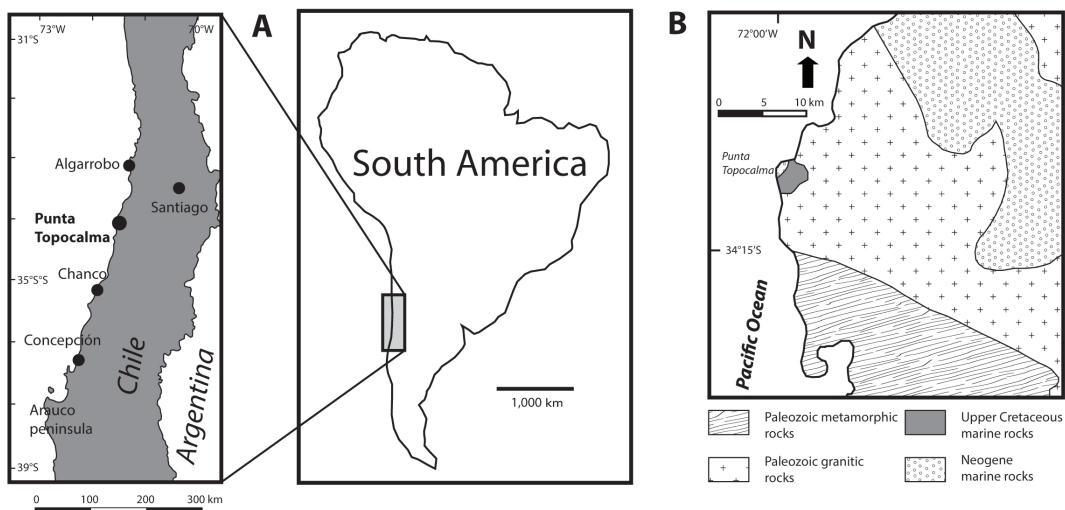 73°W
70°W
31°S
Algarrobo
Santiago
Punta
Topocalma
Chanco
35°S°S
Concepción
Chile
Argentina
Arauco
peninsula
39°S
0 100 200 300 km
A
South America
1,000 km
B
72°00'W
N
0 5 10 km
Punta
Topocalma
34°15'S
Pacific Ocean
Paleozoic metamorphic
rocks
Upper Cretaceous
marine rocks
Paleozoic granitic
rocks
Neogene
marine rocks